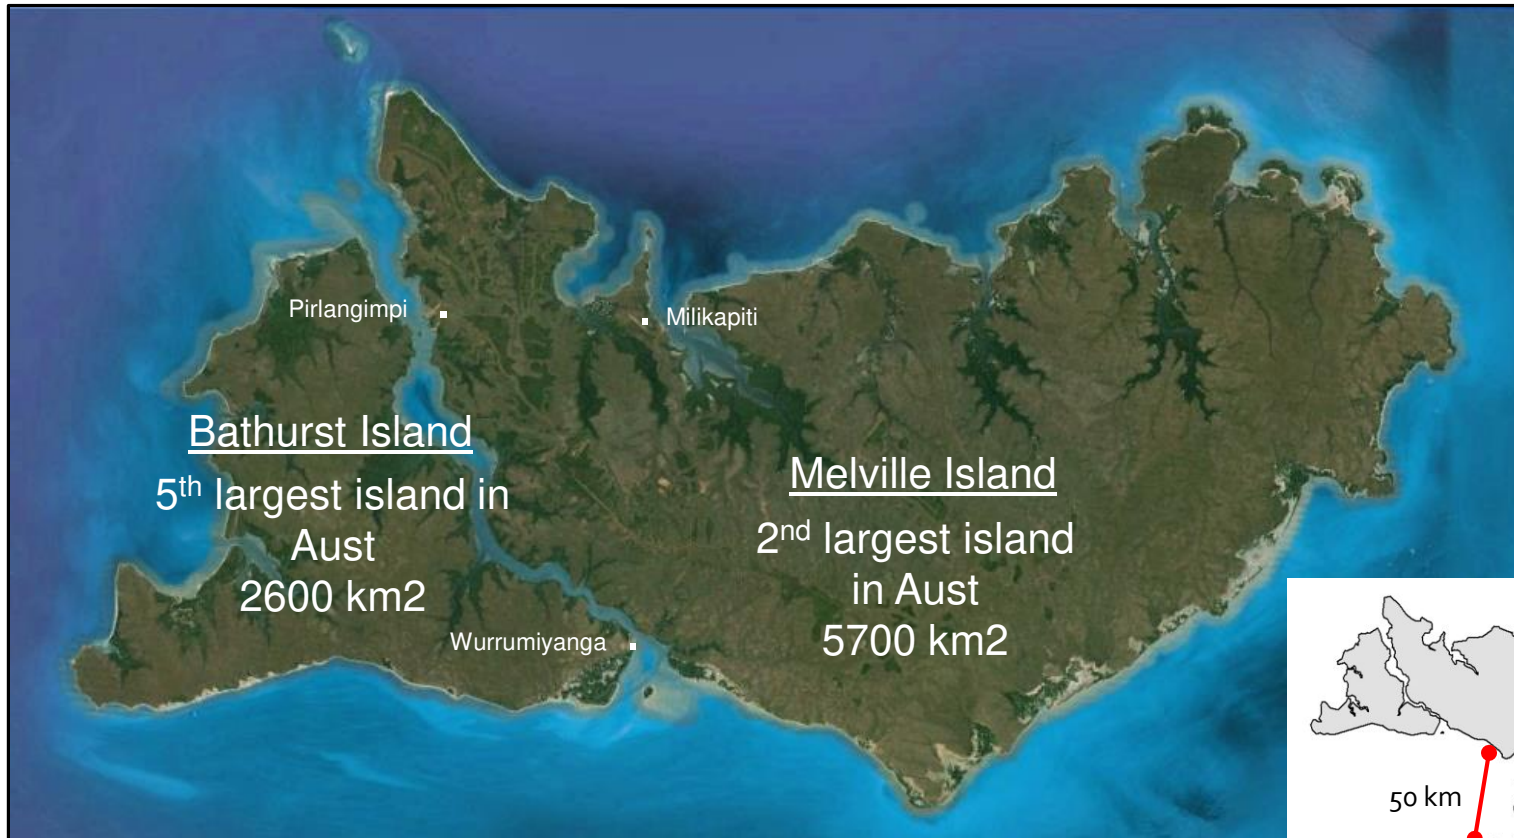 Pirlangimpi
Milikapiti
Bathurst Island
5th largest island in
Aust
2600 km2
Melville Island
2nd largest island
in Aust
5700 km2
Wurrumiyanga
50 km